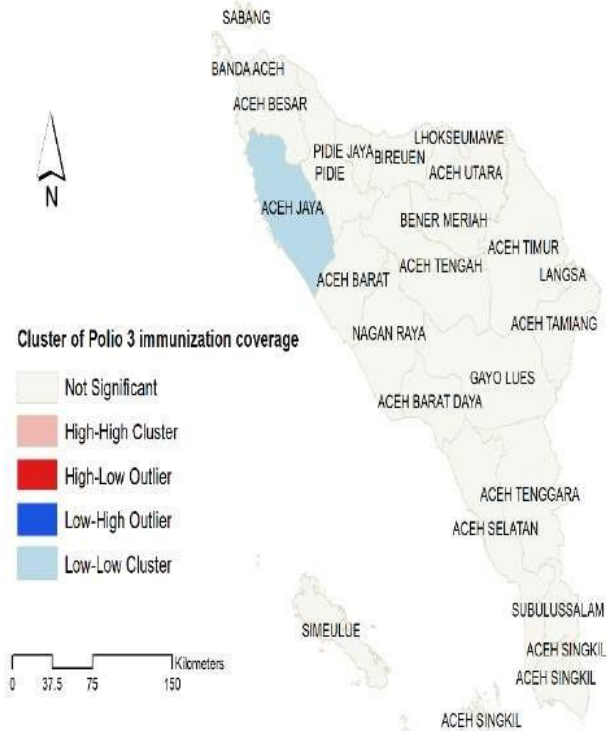 SABANG
BANDA ACEH
ACEH BESAR
N
PIDIE JAYA
PIDIE
BIREUEN
LHOKSEUMAWE
ACEH UTARA
ACEH JAYA
BENER MERIAH
ACEH TIMUR
ACEH TENGAH
LANGSA
ACEH BARAT
ACEH TAMIANG
NAGAN RAYA
GAYO LUES
ACEH BARAT DAYA
ACEH TENGGARA
ACEH SELATAN
SUBULUSSALAM
SIMEULUE
ACEH SINGKIL
ACEH SINGKIL
ACEH SINGKIL
Cluster of Polio 3 immunization coverage
Not Significant
High-High Cluster
High-Low Outlier
Low-High Outlier
Low-Low Cluster
Kilometers
0 37.5 75 150